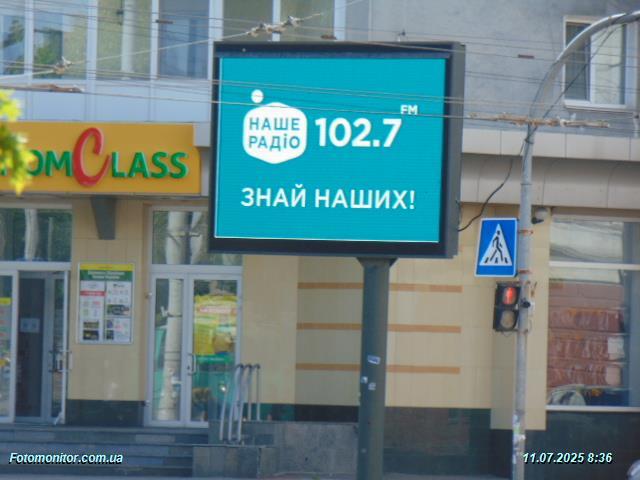 FM
НАШЕ
РАДІО
102.7
ЗНАЙ НАШИХ!
OMCLASS
Fotomonitor.com.ua
11.07.2025 8:36